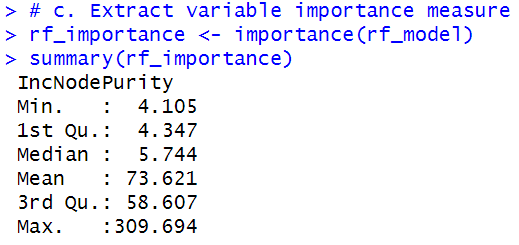 > # c. Extract variable importance measure
> rf_importance <- importance(rf_model)
> summary(rf_importance)
 IncNodePurity
 Min.   :  4.105
 1st Qu.:  4.347
 Median :  5.744
 Mean   : 73.621
 3rd Qu.: 58.607
 Max.   :309.694